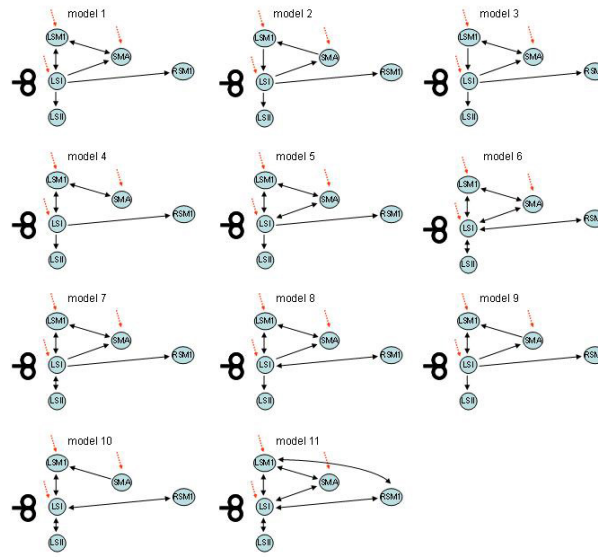 model 1
model 2
model 3
LSM1
SMA
RSM1
LSI
LSII
LSM1
SMA
RSM1
LSI
LSII
LSM1
SMA
RSM1
LSI
LSII
model 4
model 5
model 6
LSM1
SMA
RSM1
LSI
LSII
LSM1
SMA
RSM1
LSI
LSII
LSM1
SMA
RSM1
LSI
LSII
model 7
model 8
model 9
LSM1
SMA
RSM1
LSI
LSII
LSM1
SMA
RSM1
LSI
LSII
LSM1
SMA
RSM1
LSI
LSII
model 10
model 11
LSM1
SMA
RSM1
LSI
LSII
LSM1
SMA
RSM1
LSI
LSII